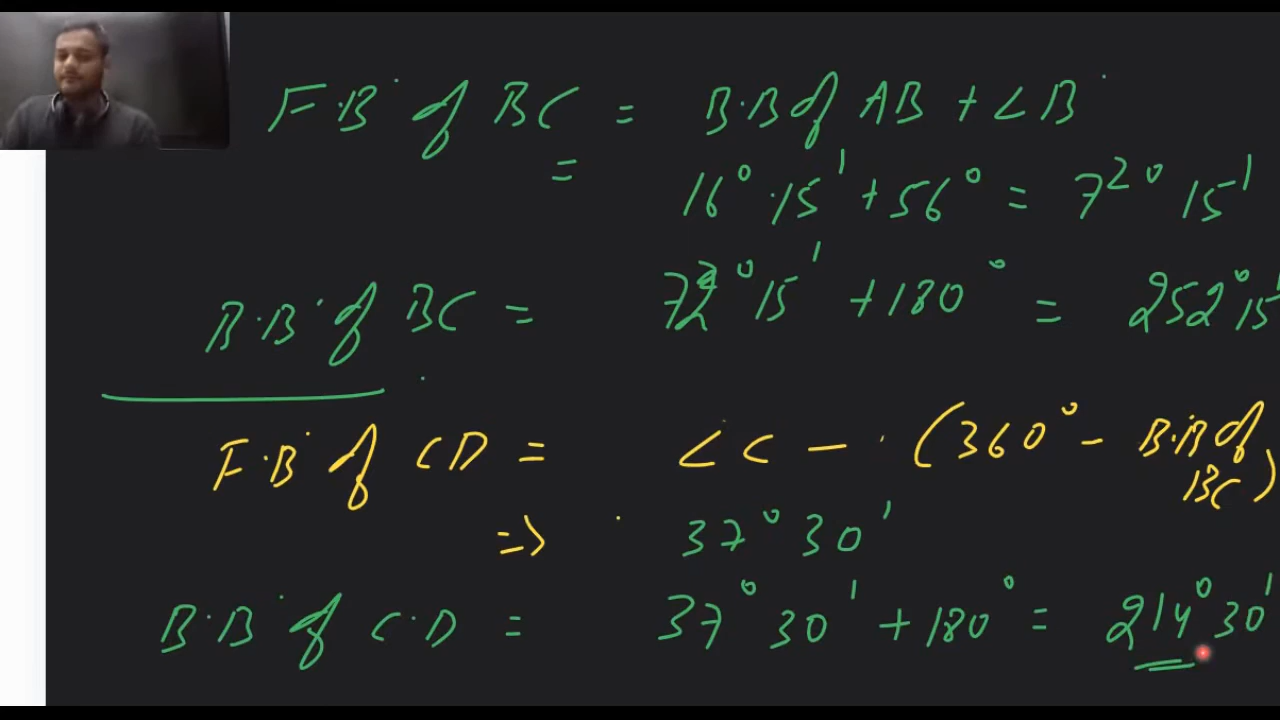 F.B. of BC = B.B of AB + ∠B
= 16° 15' + 56° = 72° 15'
B.B. of BC = 72° 15' + 180° = 252° 15'
F.B. of CD = ∠C - (360° - B.B. of BC)
=> 37° 30'
B.B. of C.D = 37° 30' + 180° = 214° 30'